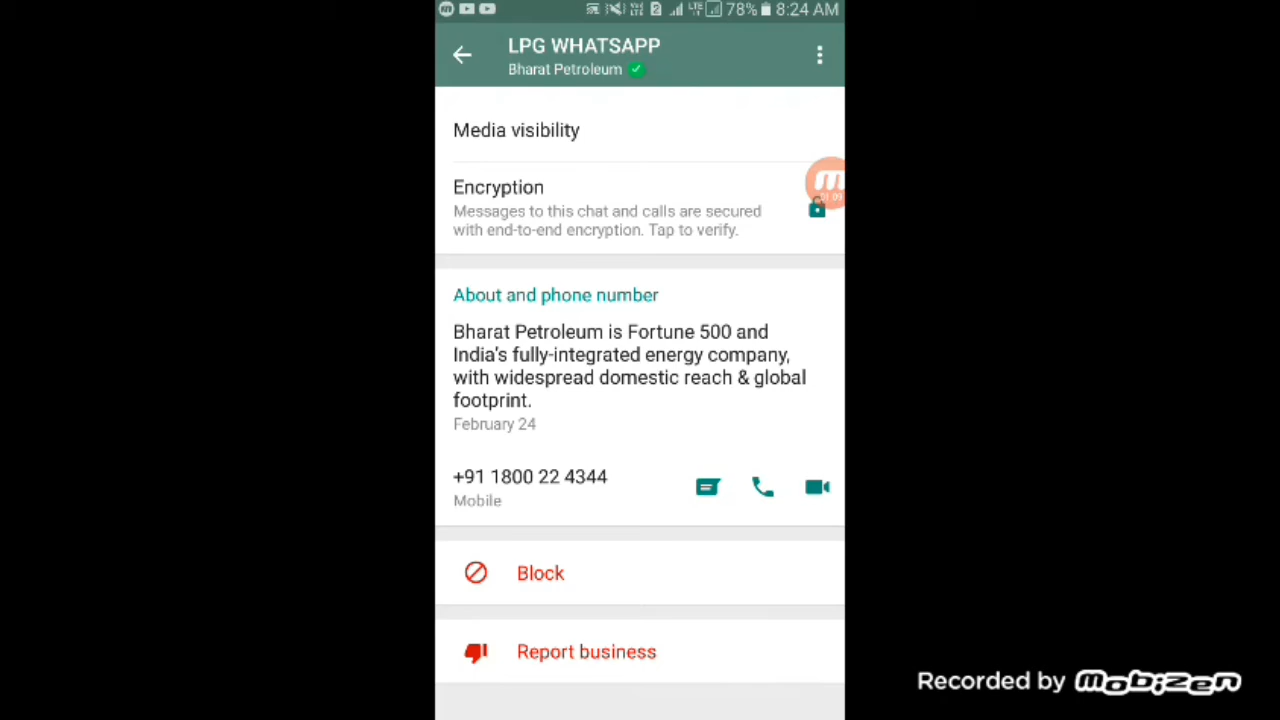 78% 8:24 AM
LPG WHATSAPP
Bharat Petroleum
Media visibility
Encryption
Messages to this chat and calls are secured
with end-to-end encryption. Tap to verify.
About and phone number
Bharat Petroleum is Fortune 500 and
India's fully-integrated energy company,
with widespread domestic reach & global
footprint.
February 24
+91 1800 22 4344
Mobile
Block
Report business
Recorded by mobizen